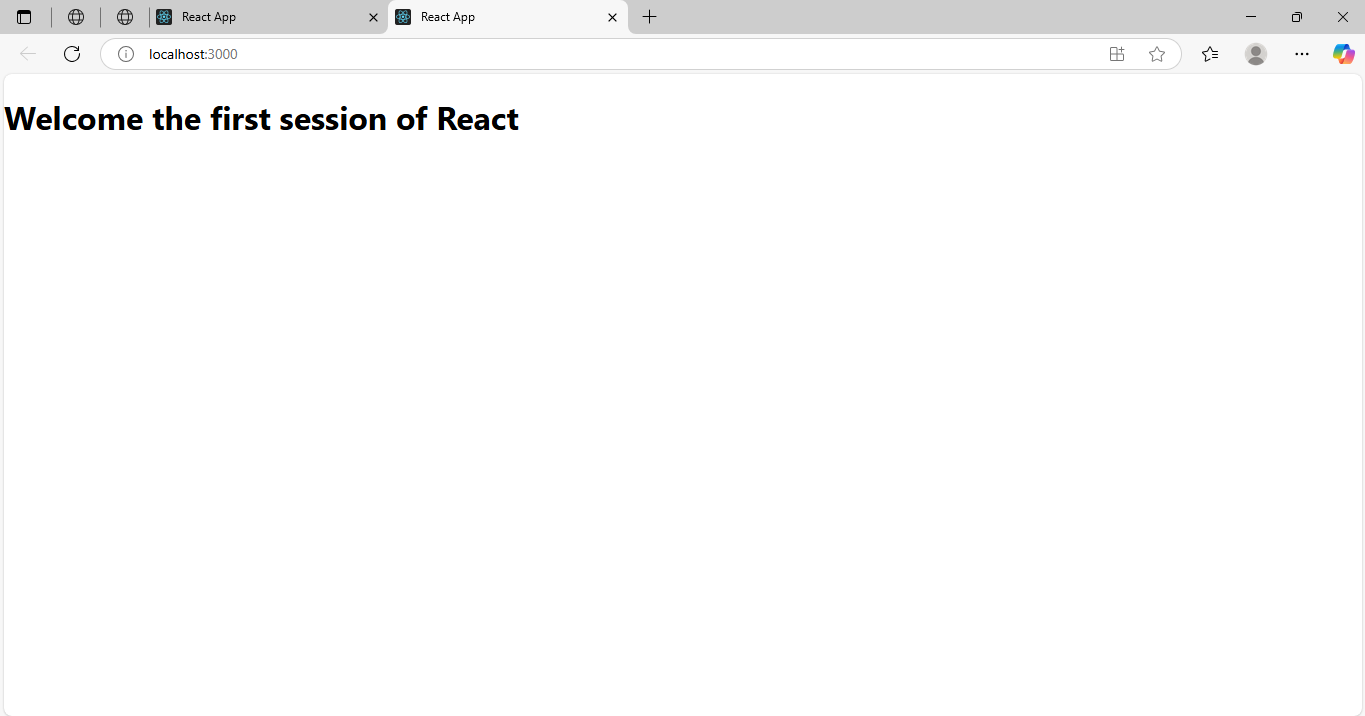 React App
React App
localhost:3000
Welcome the first session of React